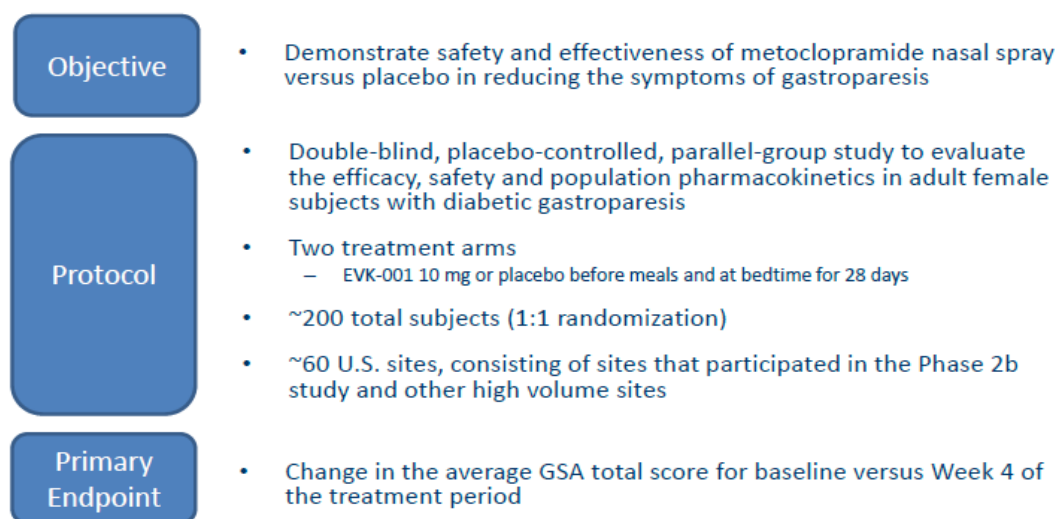 Objective
• Demonstrate safety and effectiveness of metoclopramide nasal spray
versus placebo in reducing the symptoms of gastroparesis
Protocol
• Double-blind, placebo-controlled, parallel-group study to evaluate
the efficacy, safety and population pharmacokinetics in adult female
subjects with diabetic gastroparesis
• Two treatment arms
– EVK-001 10 mg or placebo before meals and at bedtime for 28 days
• ~200 total subjects (1:1 randomization)
• ~60 U.S. sites, consisting of sites that participated in the Phase 2b
study and other high volume sites
Primary
Endpoint
• Change in the average GSA total score for baseline versus Week 4 of
the treatment period